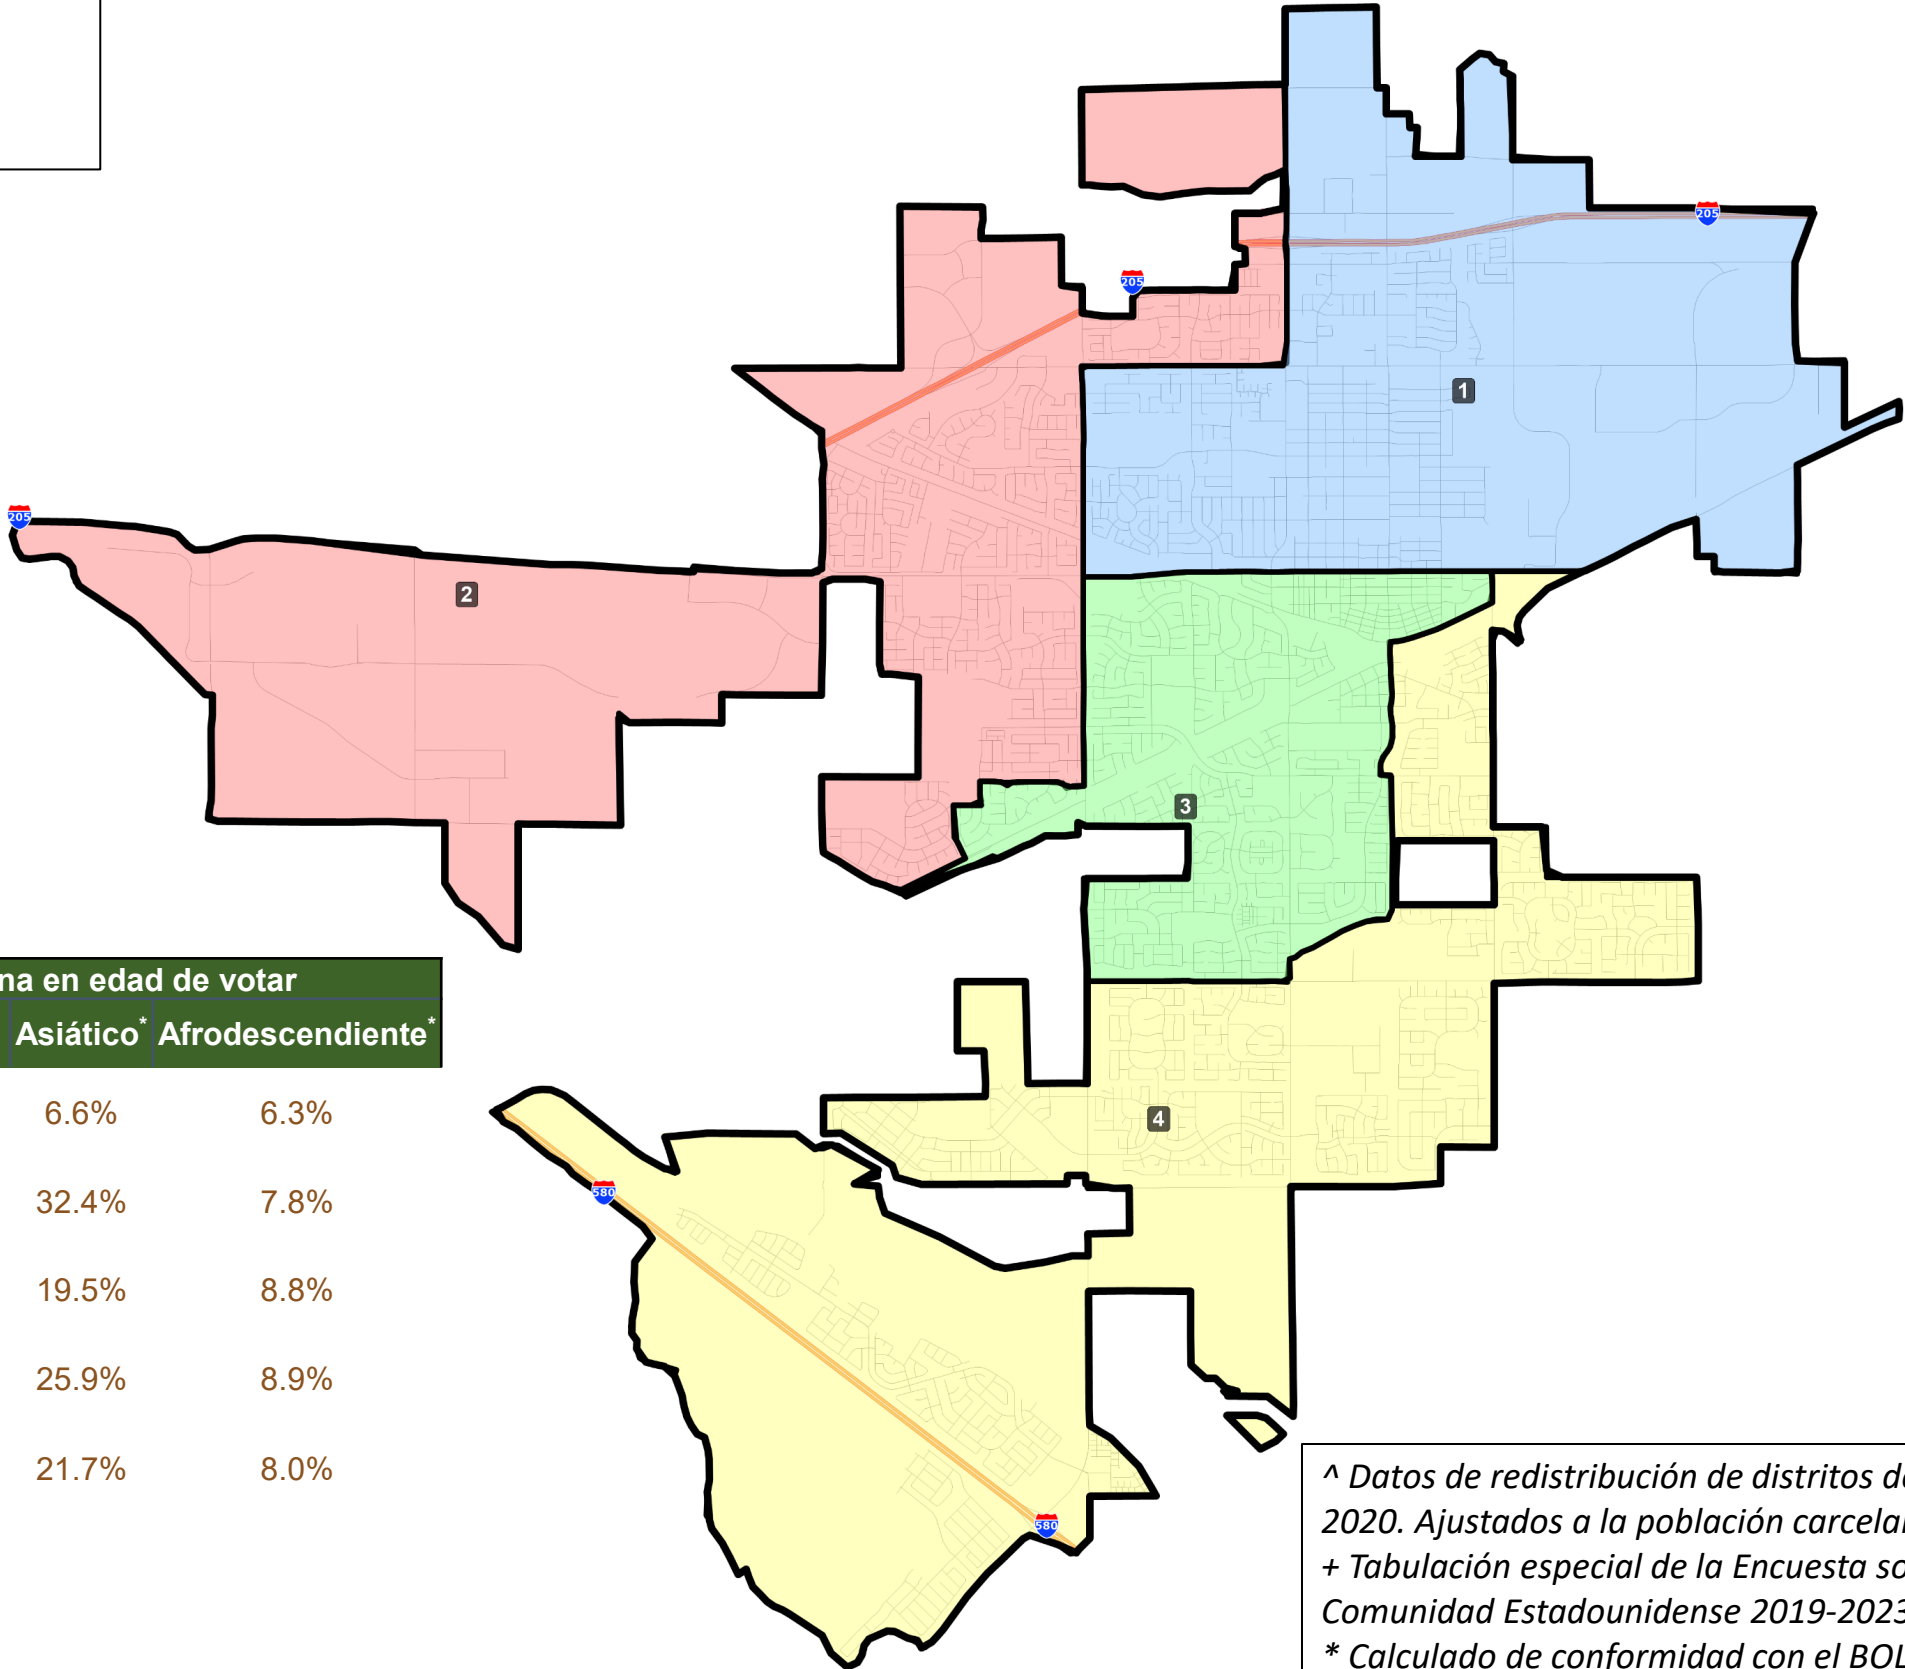 205
205
1
205
2
3
na en edad de votar
Asiático* Afrodescendiente*
6.6% 6.3%
4
32.4% 7.8%
580
19.5% 8.8%
25.9% 8.9%
21.7% 8.0%
580
^ Datos de redistribución de distritos de
2020. Ajustados a la población
+ Tabulación especial de la Encuesta
Comunidad Estadounidense 2019-2023
* Calculado de conformidad con el